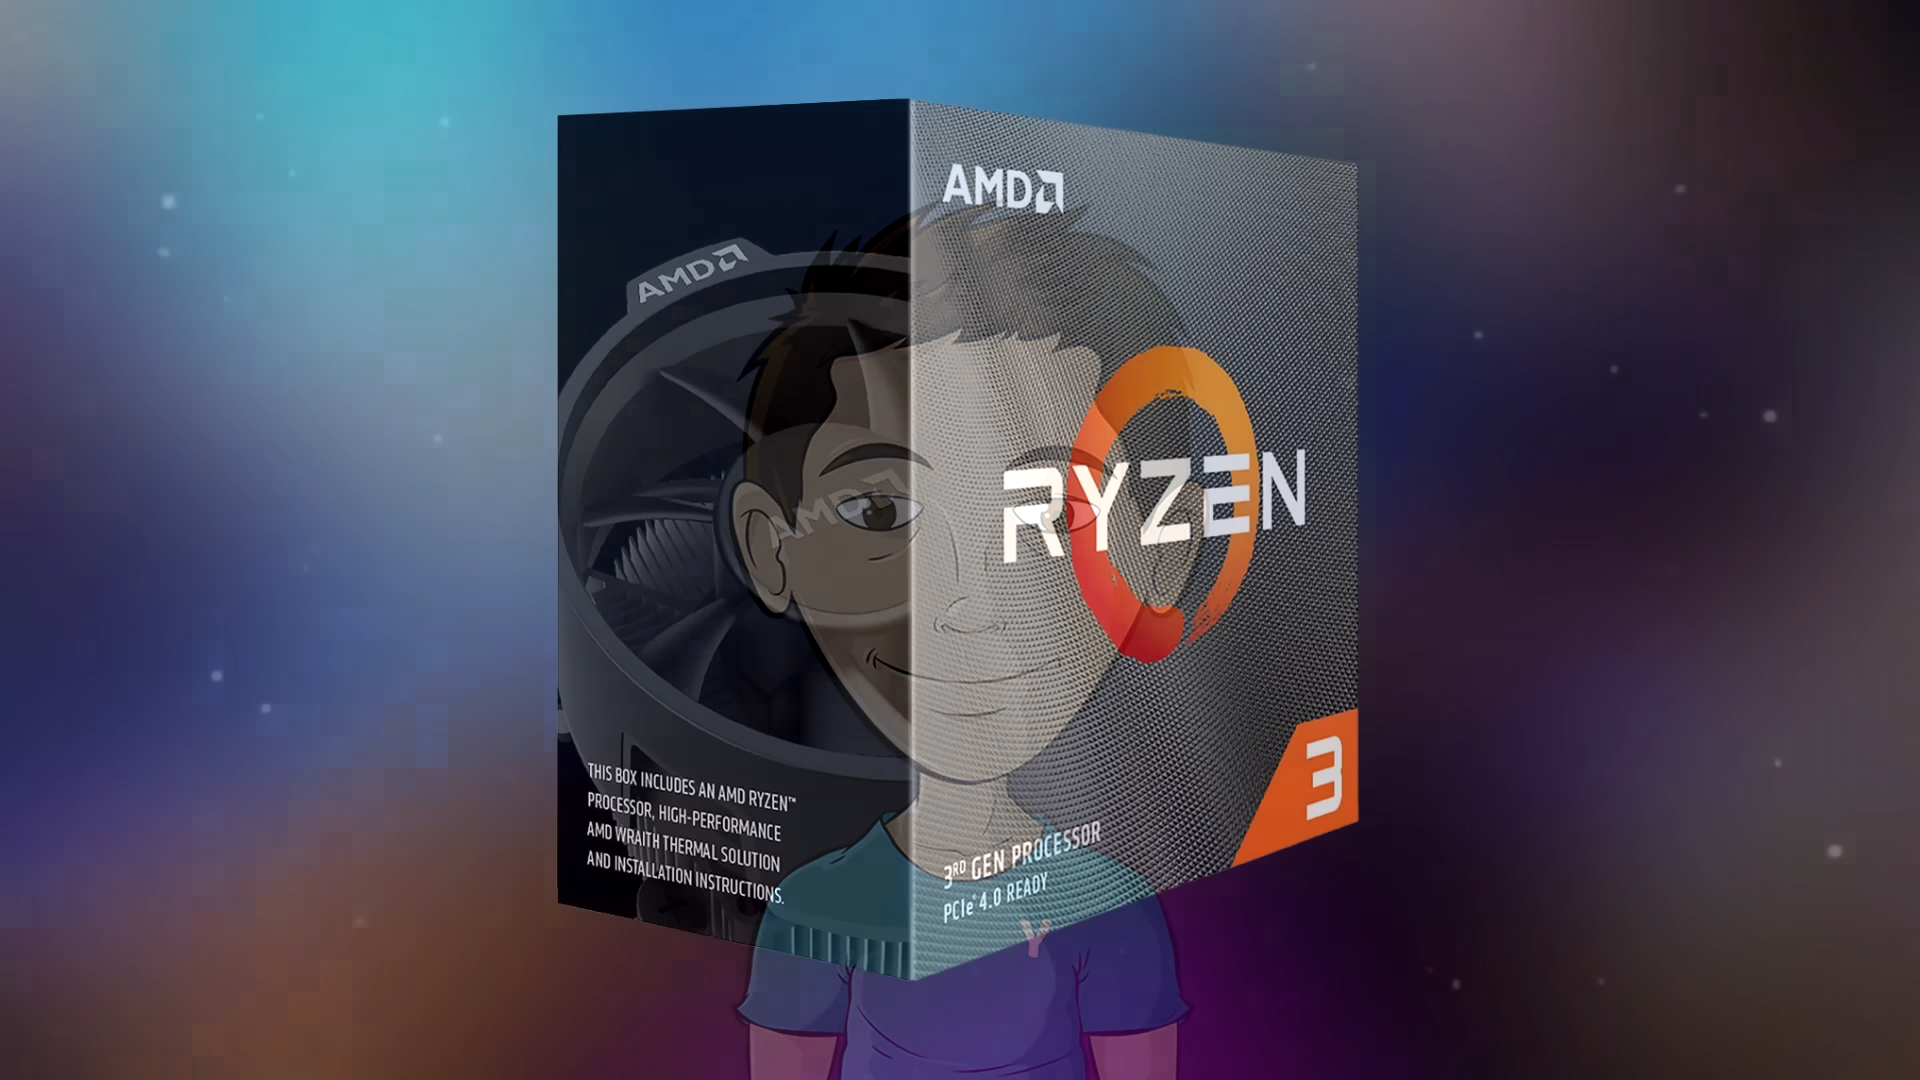 AMD
AMD
AMD
RYZEN
3
THIS BOX INCLUDES AN AMD RYZEN™
PROCESSOR, HIGH-PERFORMANCE
AMD WRAITH THERMAL SOLUTION
AND INSTALLATION INSTRUCTIONS.
3RD GEN PROCESSOR
PCIe® 4.0 READY
Y